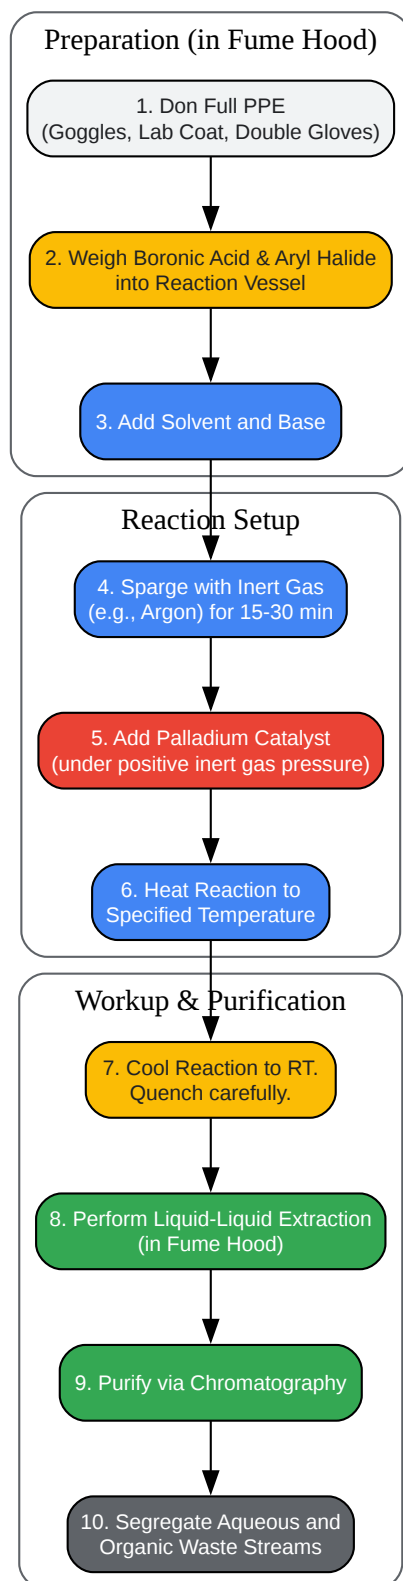 Preparation (in Fume Hood)
1. Don Full PPE
(Goggles, Lab Coat, Double Gloves)
2. Weigh Boronic Acid & Aryl Halide
into Reaction Vessel
3. Add Solvent and Base
Reaction Setup
4. Sparge with Inert Gas
(e.g., Argon) for 15-30 min
5. Add Palladium Catalyst
(under positive inert gas pressure)
6. Heat Reaction to
Specified Temperature
Workup & Purification
7. Cool Reaction to RT.
Quench carefully.
8. Perform Liquid-Liquid Extraction
(in Fume Hood)
9. Purify via Chromatography
10. Segregate Aqueous and
Organic Waste Streams